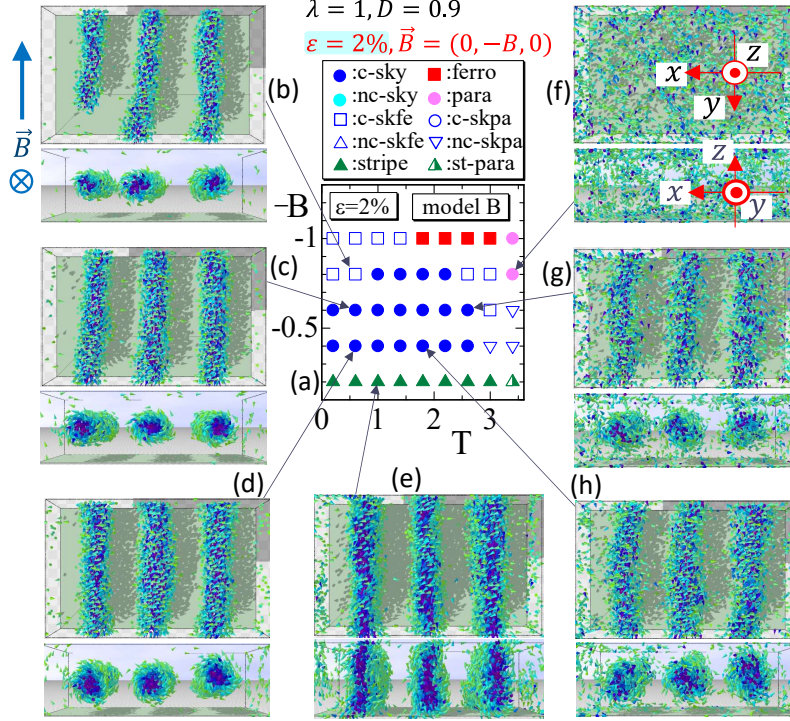 λ = 1, D = 0.9
ε = 2%, B⃗ = (0, −B, 0)
:c-sky :ferro
:nc-sky :para
:c-skfe :c-skpa
:nc-skfe :nc-skpa
:stripe :st-para
B⃗
(b)
(f)
x z
y
z
x y
−B
ε=2% model B
-1
-0.5
0 1 2 3
T
(a)
(c)
(g)
(d)
(e)
(h)